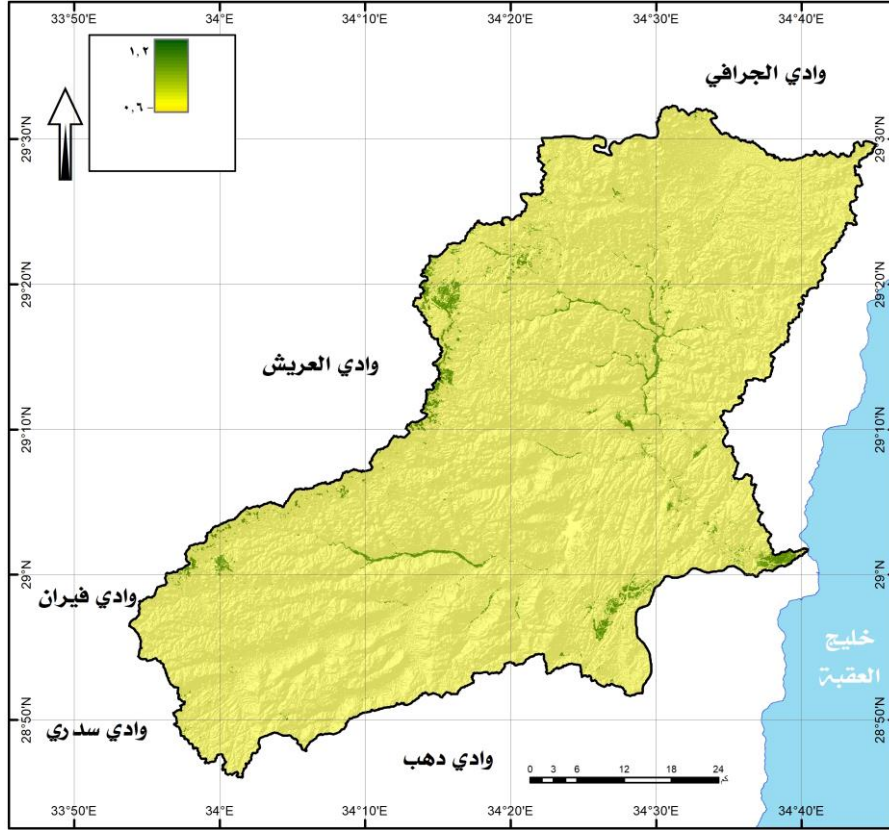 33°50'E 34°E 34°10'E 34°20'E 34°30'E 34°40'E
١,٢
٠,٦
وادي الجرافي
29°30'N 29°30'N
29°20'N 29°20'N
وادي العريش
29°10'N 29°10'N
29°N 29°N
وادي فيران
خليج
العقبة
28°50'N 28°50'N
وادي سدري
وادي دهب
0 3 6 12 18 24
كم
33°50'E 34°E 34°10'E 34°20'E 34°30'E 34°40'E